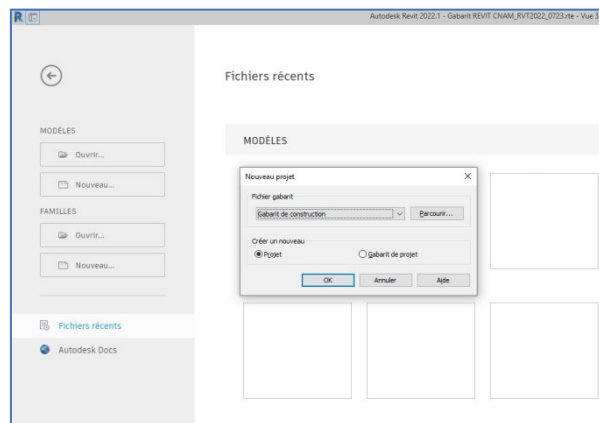 R
Autodesk Revit 2022.1 - Gabarit REVIT CNAM_RVT2022_0723.rte - Vue 3
Fichiers récents
MODÈLES
Ouvrir...
Nouveau...
FAMILLES
Ouvrir...
Nouveau...
Fichiers récents
Autodesk Docs
MODÈLES
Nouveau projet
Fichier gabarit
Gabarit de construction
Parcourir...
Créer un nouveau
Projet Gabarit de projet
OK Annuler Aide